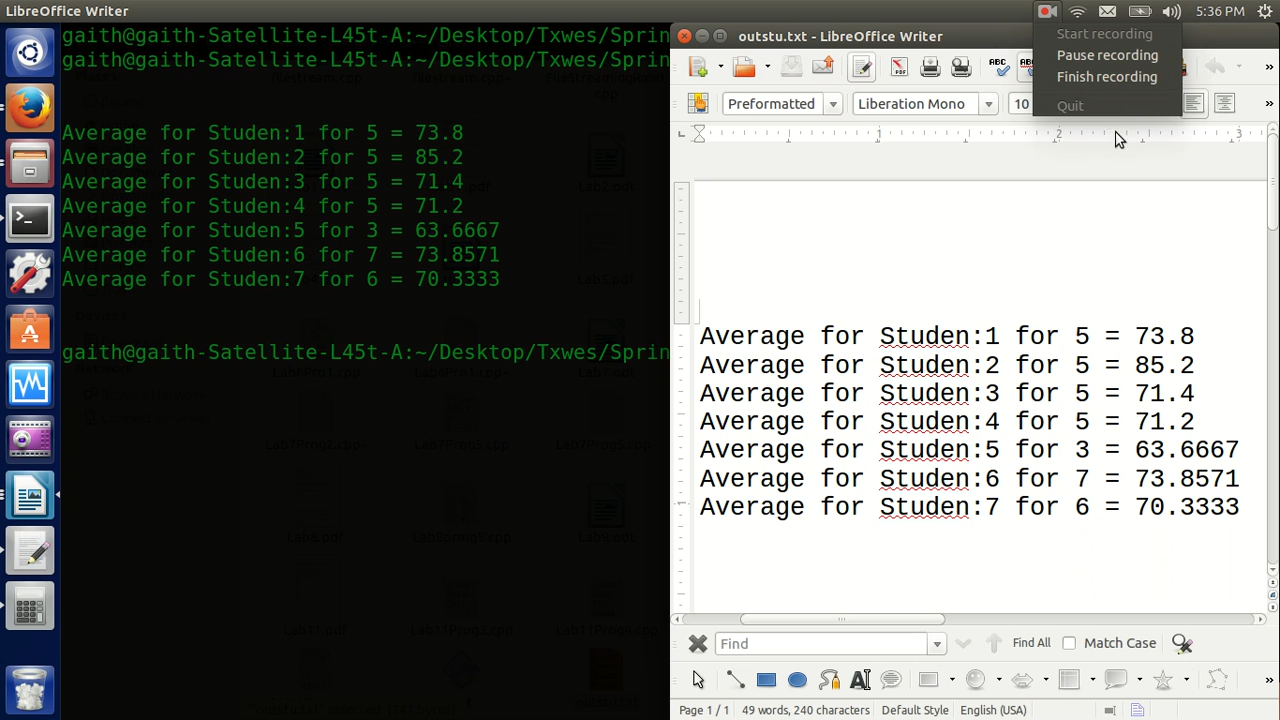 LibreOffice Writer
5:36 PM
gaith@gaith-Satellite-L45t-A:~/Desktop/Txwes/Sprin
gaith@gaith-Satellite-L45t-A:~/Desktop/Txwes/Sprin
Average for Studen:1 for 5 = 73.8
Average for Studen:2 for 5 = 85.2
Average for Studen:3 for 5 = 71.4
Average for Studen:4 for 5 = 71.2
Average for Studen:5 for 3 = 63.6667
Average for Studen:6 for 7 = 73.8571
Average for Studen:7 for 6 = 70.3333
gaith@gaith-Satellite-L45t-A:~/Desktop/Txwes/Sprin
outstu.txt - LibreOffice Writer
Start recording
Pause recording
Finish recording
Quit
Preformatted
Liberation Mono
10
1
2
3
Average for Studen:1 for 5 = 73.8
Average for Studen:2 for 5 = 85.2
Average for Studen:3 for 5 = 71.4
Average for Studen:4 for 5 = 71.2
Average for Studen:5 for 3 = 63.6667
Average for Studen:6 for 7 = 73.8571
Average for Studen:7 for 6 = 70.3333
Find
Find All
Match Case
Page 1 / 1
49 words, 240 characters
Default Style
English (USA)